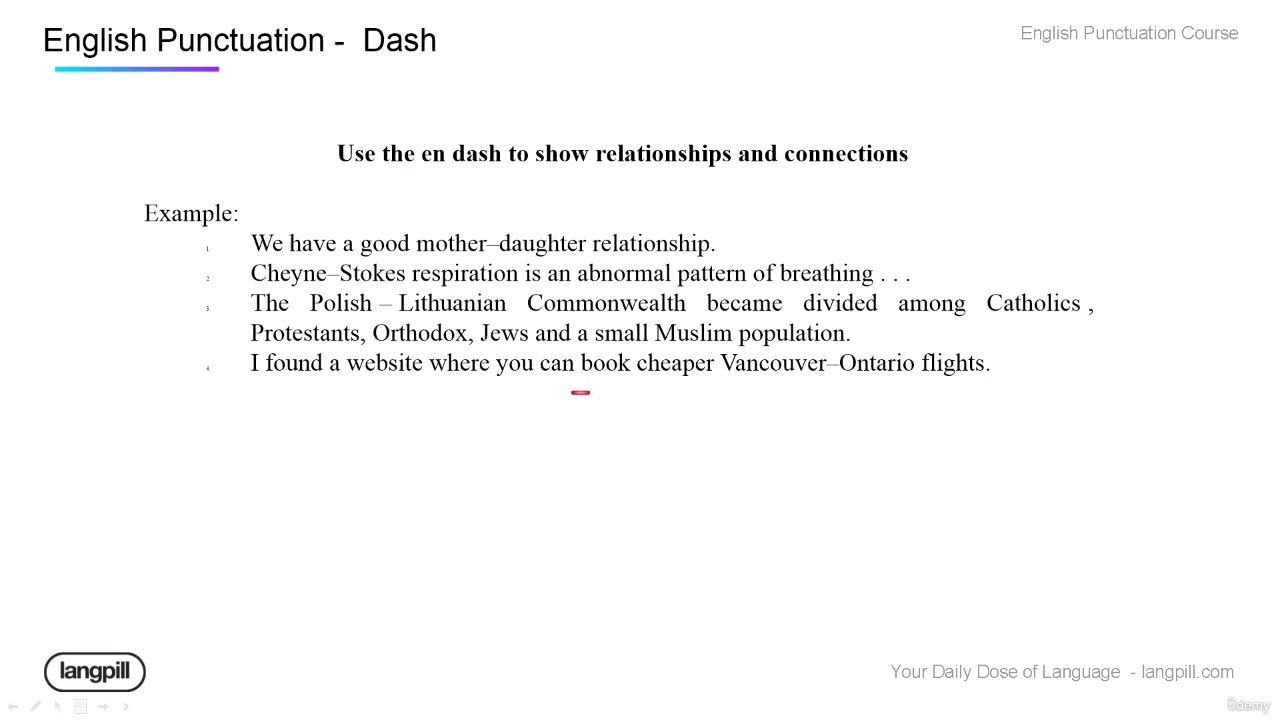 English Punctuation -  Dash
English Punctuation Course
Use the en dash to show relationships and connections
Example:
1. We have a good mother–daughter relationship.
2. Cheyne–Stokes respiration is an abnormal pattern of breathing . . .
3. The Polish – Lithuanian Commonwealth became divided among Catholics ,
Protestants, Orthodox, Jews and a small Muslim population.
4. I found a website where you can book cheaper Vancouver–Ontario flights.
langpill
Your Daily Dose of Language  - langpill.com
ûdemy